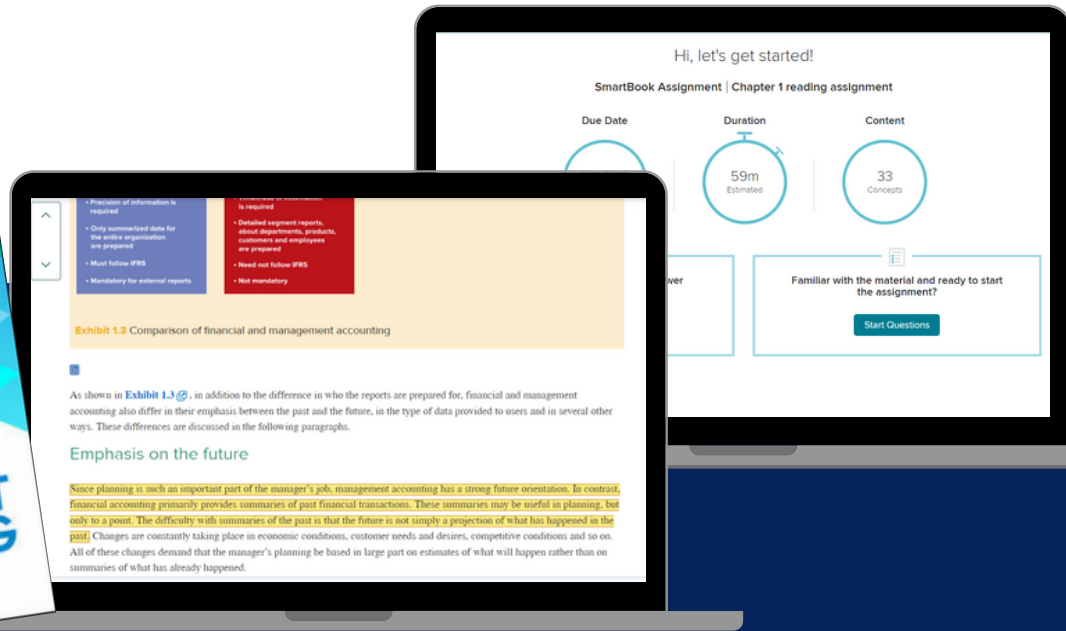 Hi, let's get started!
SmartBook Assignment | Chapter 1 reading assignment
Due Date
Duration
Content
59m
Estimated
33
Concepts
Familiar with the material and ready to start
the assignment?
Start Questions
• Precision of information is
required
• Only summarized data for
the entire organization
are prepared
• Must follow IFRS
• Mandatory for external reports
is required
• Detailed segment reports,
about departments, products,
customers and employees
are prepared
• Need not follow IFRS
• Not mandatory
Exhibit 1.3 Comparison of financial and management accounting
As shown in Exhibit 1.3 , in addition to the difference in who the reports are prepared for, financial and management
accounting also differ in their emphasis between the past and the future, in the type of data provided to users and in several other
ways. These differences are discussed in the following paragraphs.
Emphasis on the future
Since planning is such an important part of the manager's job, management accounting has a strong future orientation. In contrast,
financial accounting primarily provides summaries of past financial transactions. These summaries may be useful in planning, but
only to a point. The difficulty with summaries of the past is that the future is not simply a projection of what has happened in the
past. Changes are constantly taking place in economic conditions, customer needs and desires, competitive conditions and so on.
All of these changes demand that the manager's planning be based in large part on estimates of what will happen rather than on
summaries of what has already happened.